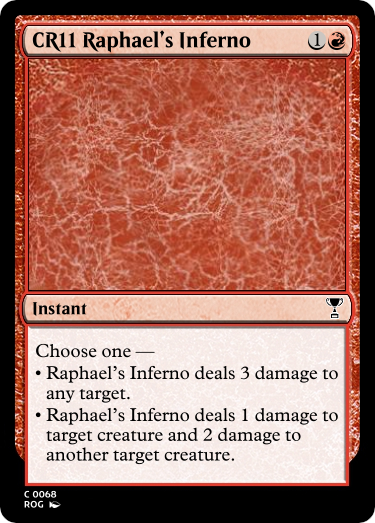 CR11 Raphael's Inferno 1
Instant
Choose one —
• Raphael's Inferno deals 3 damage to
any target.
• Raphael's Inferno deals 1 damage to
target creature and 2 damage to
another target creature.
C 0068
ROG